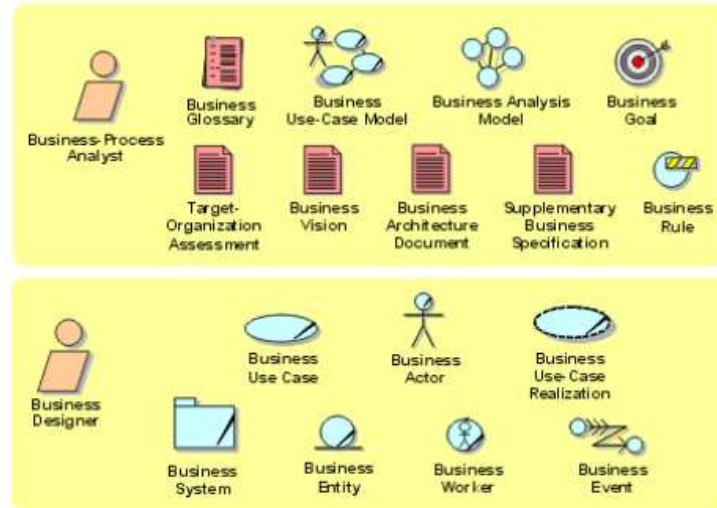 Business-Process
Analyst
Business
Glossary
Business
Use-Case Model
Business Analysis
Model
Business
Goal
Target-
Organization
Assessment
Business
Vision
Business
Architecture
Document
Supplementary
Business
Specification
Business
Rule
Business
Designer
Business
Use Case
Business
Actor
Business
Use-Case
Realization
Business
System
Business
Entity
Business
Worker
Business
Event